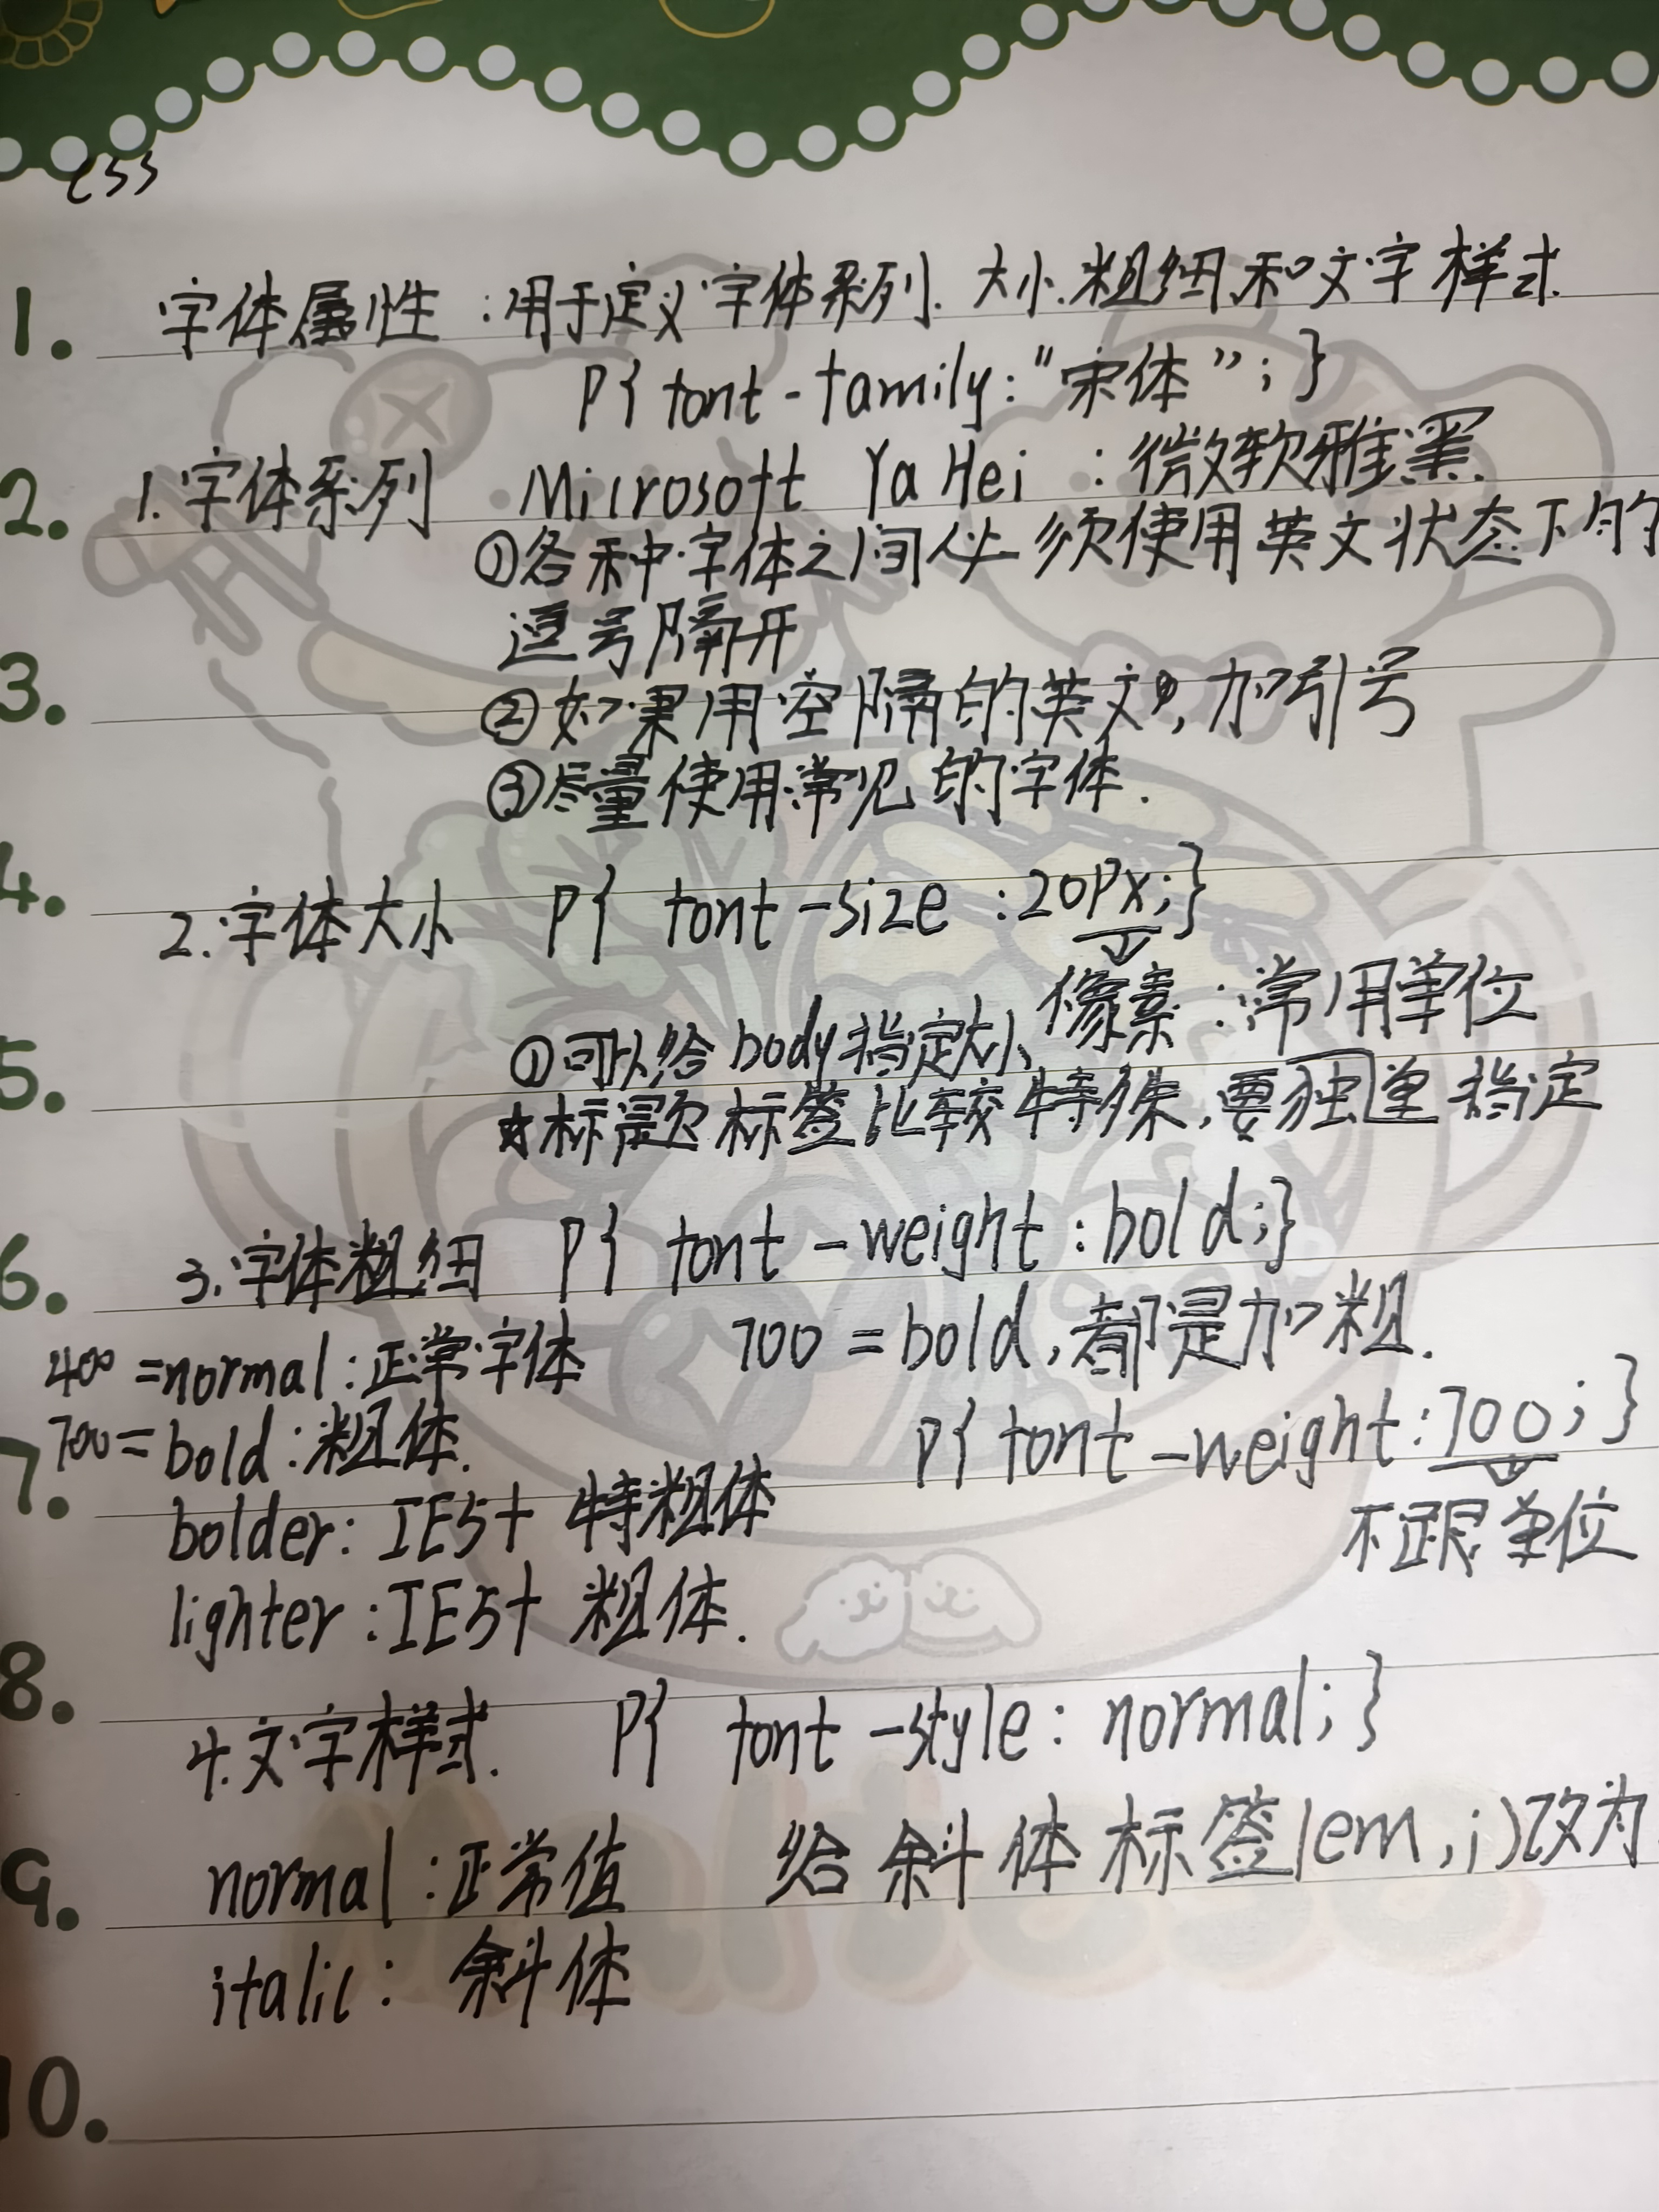 css
1. 字体属性：用于定义字体系列.大小.粗细和文字样式.
P{ font-family:“宋体”；}
2. 1.字体系列 Microsoft YaHei：微软雅黑.
①各种字体之间必须使用英文状态下的
逗号隔开
3. ②如果用空隔的英文，加引号
③尽量使用常见的字体.
4. 2.字体大小 P{ font-size：20px;}
像素：常用单位
5. ①可以给body指定大小
☆标题标签比较特殊，要独单指定
6. 3.字体粗细 P{ font-weight：bold;}
400=normal：正常字体 700=bold，都是加粗.
7. 700=bold：粗体. P{ font-weight：700;}
bolder：IE5+ 特粗体 不跟单位
lighter：IE5+ 粗体.
8. 4.文字样式. P{ font-style：normal;}
9. normal：正常值 给斜体标签(em,i)改为
italic：斜体
10.